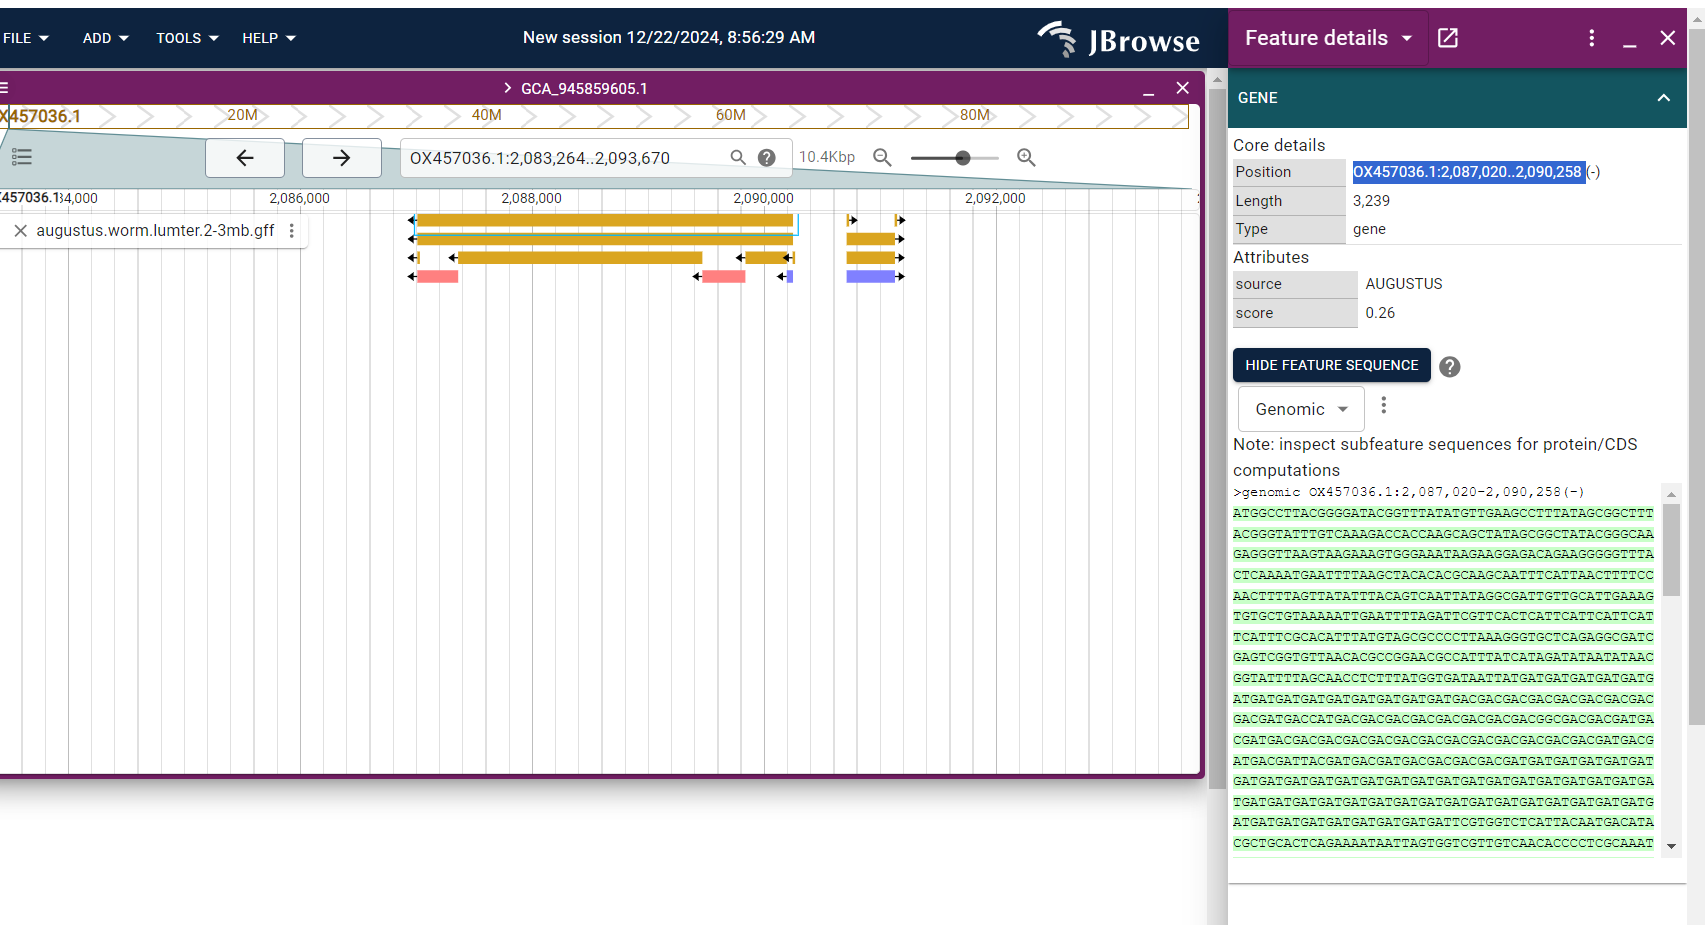 FILE ADD TOOLS HELP New session 12/22/2024, 8:56:29 AM JBrowse
GCA_945859605.1
X457036.1 20M 40M 60M 80M
OX457036.1:2,083,264..2,093,670 10.4Kbp
X457036.1 34,000 2,086,000 2,088,000 2,090,000 2,092,000
augustus.worm.lumter.2-3mb.gff
Feature details
GENE
Core details
Position OX457036.1:2,087,020..2,090,258 (-)
Length 3,239
Type gene
Attributes
source AUGUSTUS
score 0.26
HIDE FEATURE SEQUENCE
Genomic
Note: inspect subfeature sequences for protein/CDS
computations
>genomic OX457036.1:2,087,020-2,090,258(-)
ATGGCCTTACGGGGATACGGTTTATATGTTGAAGCCTTTATAGCGGCTTT
ACGGGTATTTGTCAAAGACCACCAAGCAGCTATAGCGGCTATACGGGCAA
GAGGGTTAAGTAAGAAAGTGGGAAATAAGAAGGAGACAGAAGGGGGTTTA
CTCAAAATGAATTTTAAGCTACACACGCAAGCAATTTCATTAACTTTTCC
AACTTTTAGTTATATTTACAGTCAATTATAGGCGATTGTTGCATTGAAAG
TGTGCTGTAAAAATTGAATTTTAGATTCGTTCACTCATTCATTCATTCAT
TCATTTCGCACATTTATGTAGCGCCCCTTAAAGGGTGCTCAGAGGCGATC
GAGTCGGTGTTAACACGCCGGAACGCCATTTATCATAGATATAATATAAC
GGTATTTTAGCAACCTCTTTATGGTGATAATTATGATGATGATGATGATG
ATGATGATGATGATGATGATGATGATGACGACGACGACGACGACGACGAC
GACGATGACCATGACGACGACGACGACGACGACGACGGCGACGACGATGA
CGATGACGACGACGACGACGACGACGACGACGACGACGACGACGATGACG
ATGACGATTACGATGACGATGACGACGACGACGATGATGATGATGATGAT
GATGATGATGATGATGATGATGATGATGATGATGATGATGATGATGATGA
TGATGATGATGATGATGATGATGATGATGATGATGATGATGATGATGATG
ATGATGATGATGATGATGATGATGATTCGTGGTCTCATTACAATGACATA
CGCTGCACTCAGAAAATAATTAGTGGTCGTTGTCAACACCCCTCGCAAAT